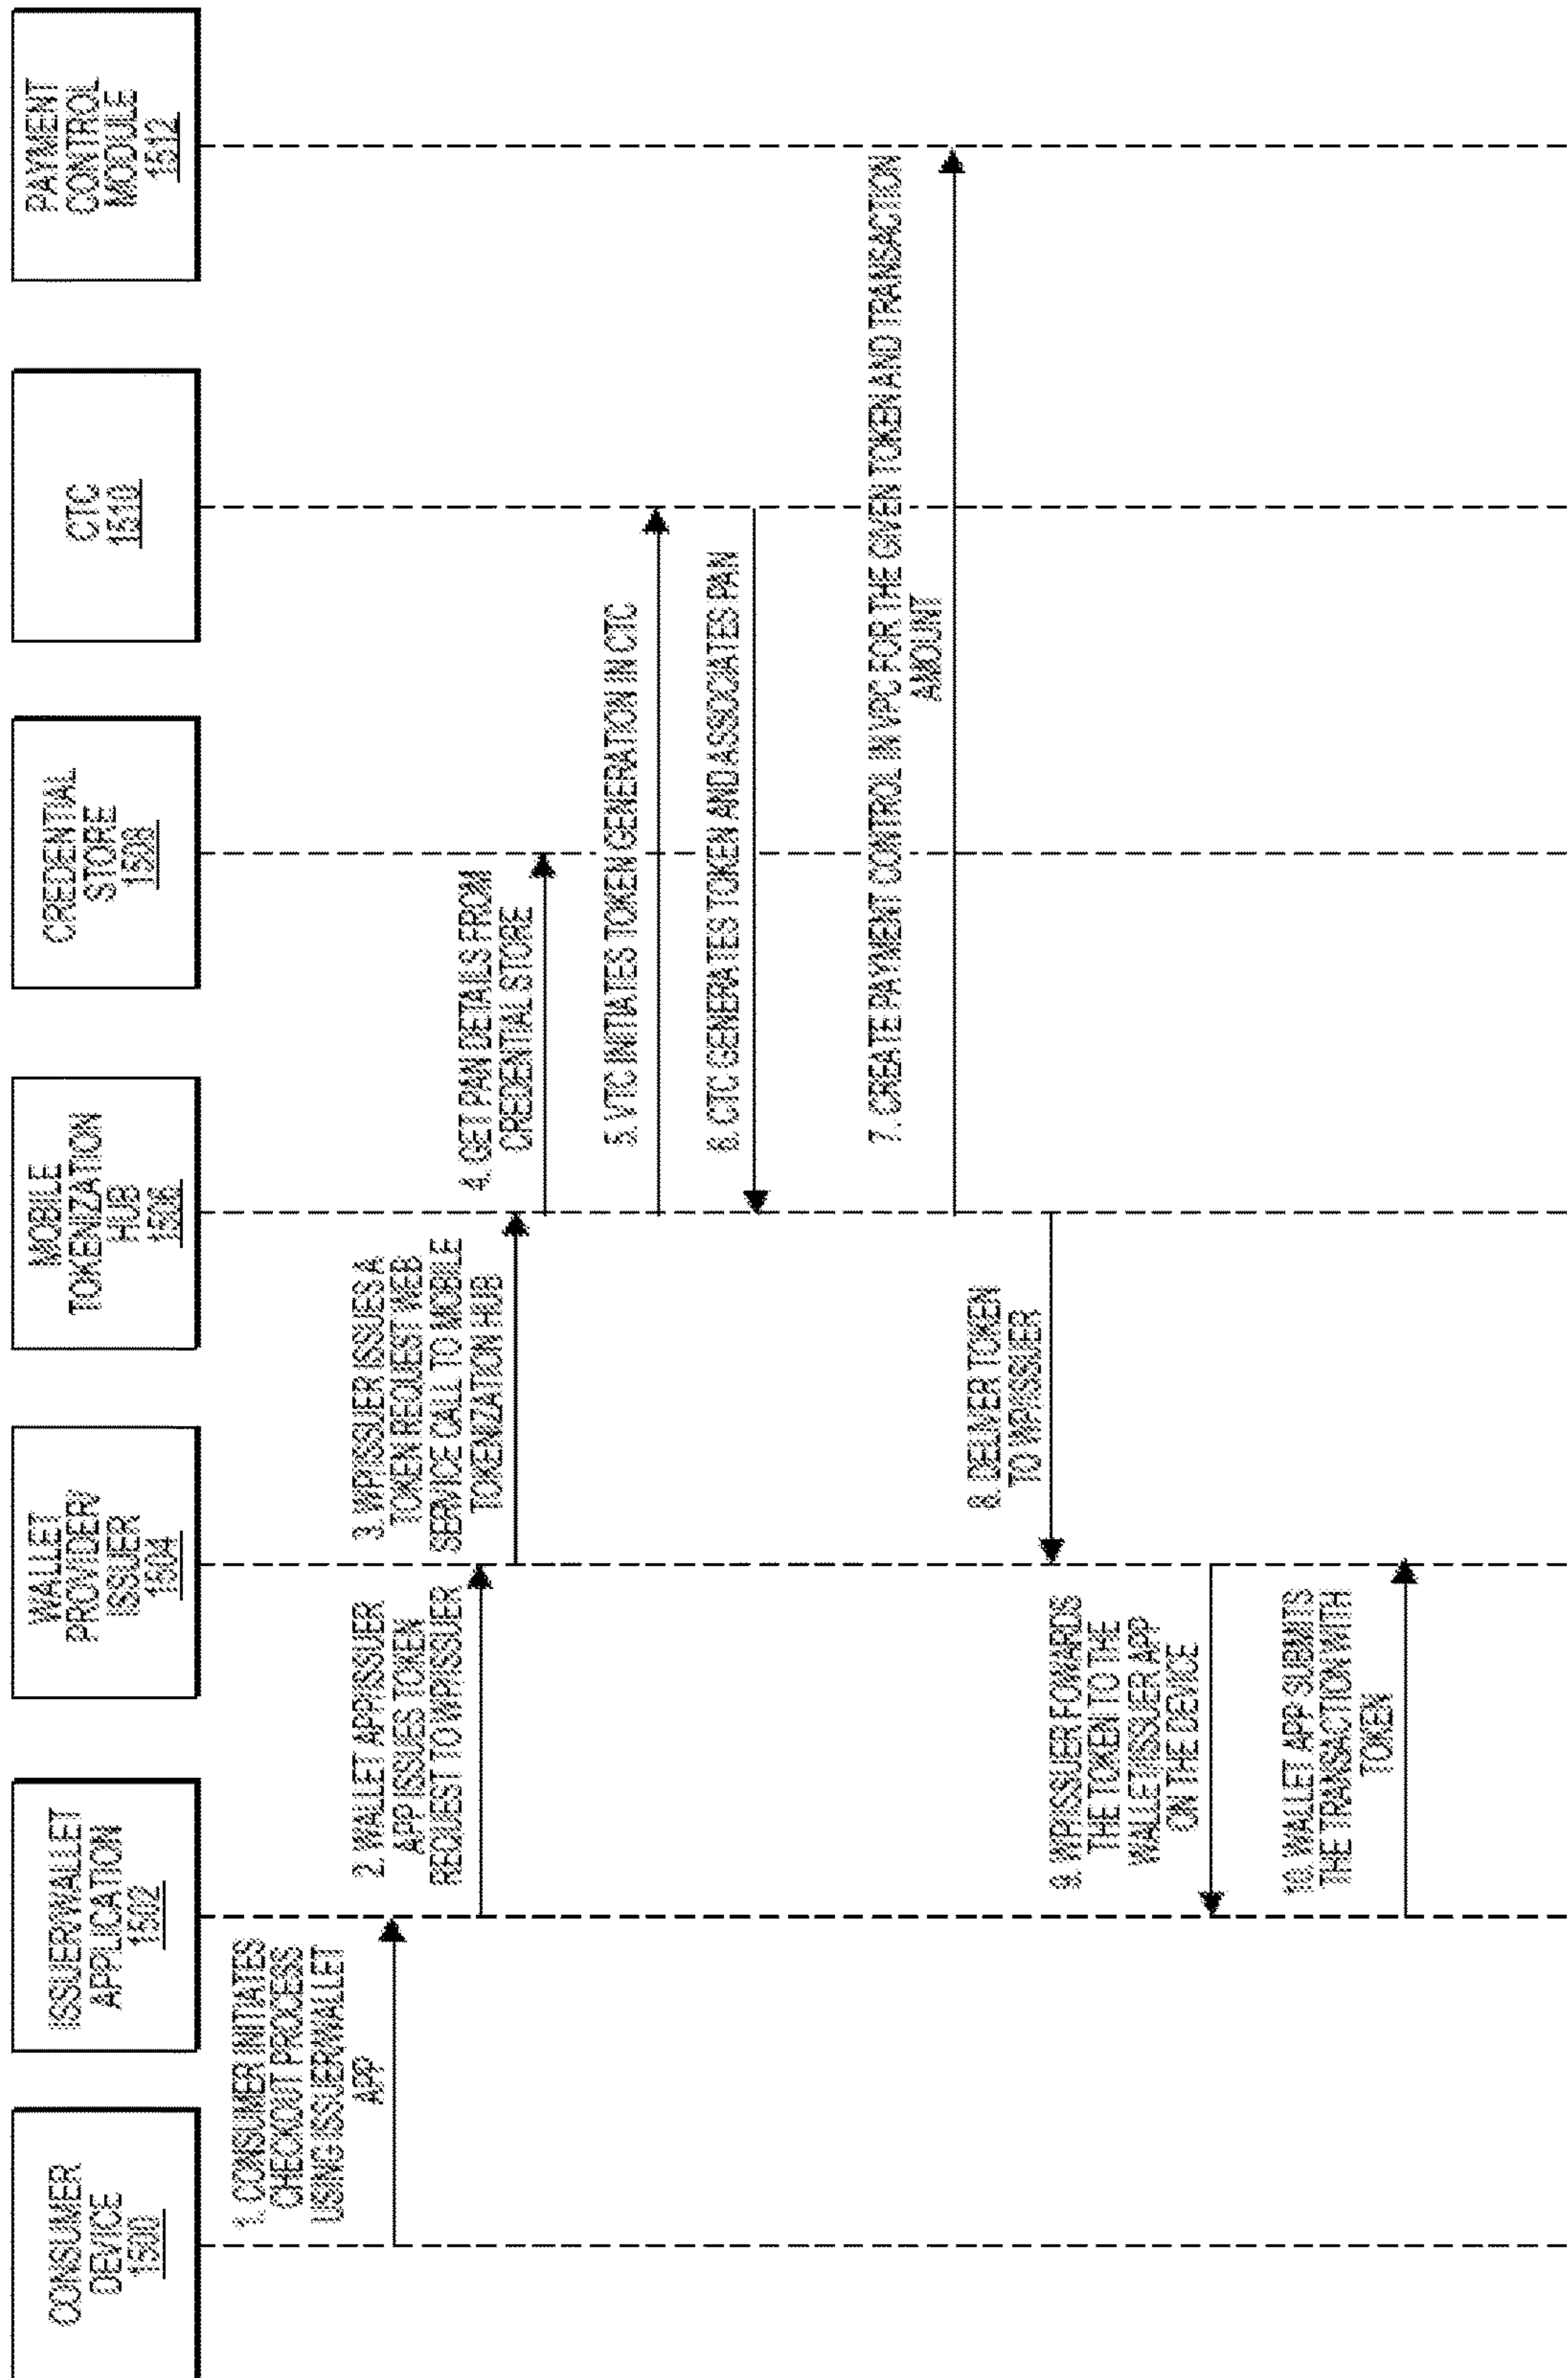 CONSUMER
DEVICE
1500
ISSUER/WALLET
APPLICATION
1502
WALLET
PROVIDER/
ISSUER
1504
MOBILE
TOKENIZATION
HUB
1506
CREDENTIAL
STORE
1508
CTC
1510
PAYMENT
CONTROL
MODULE
1512
1. CONSUMER INITIATES
CHECKOUT PROCESS
USING ISSUER/WALLET
APP
2. WALLET APP/ISSUER
APP ISSUES TOKEN
REQUEST TO WP/ISSUER
3. WP/ISSUER ISSUES A
TOKEN REQUEST WEB
SERVICE CALL TO MOBILE
TOKENIZATION HUB
4. GET PAN DETAILS FROM
CREDENTIAL STORE
5. VTC INITIATES TOKEN GENERATION IN CTC
6. CTC GENERATES TOKEN AND ASSOCIATES PAN
7. CREATE PAYMENT CONTROL IN VPC FOR THE GIVEN TOKEN AND TRANSACTION
AMOUNT
8. DELIVER TOKEN
TO WP/ISSUER
9. WP/ISSUER FOWARDS
THE TOKEN TO THE
WALLET/ISSUER APP
ON THE DEVICE
10. WALLET APP SUBMITS
THE TRANSACTION WITH
TOKEN